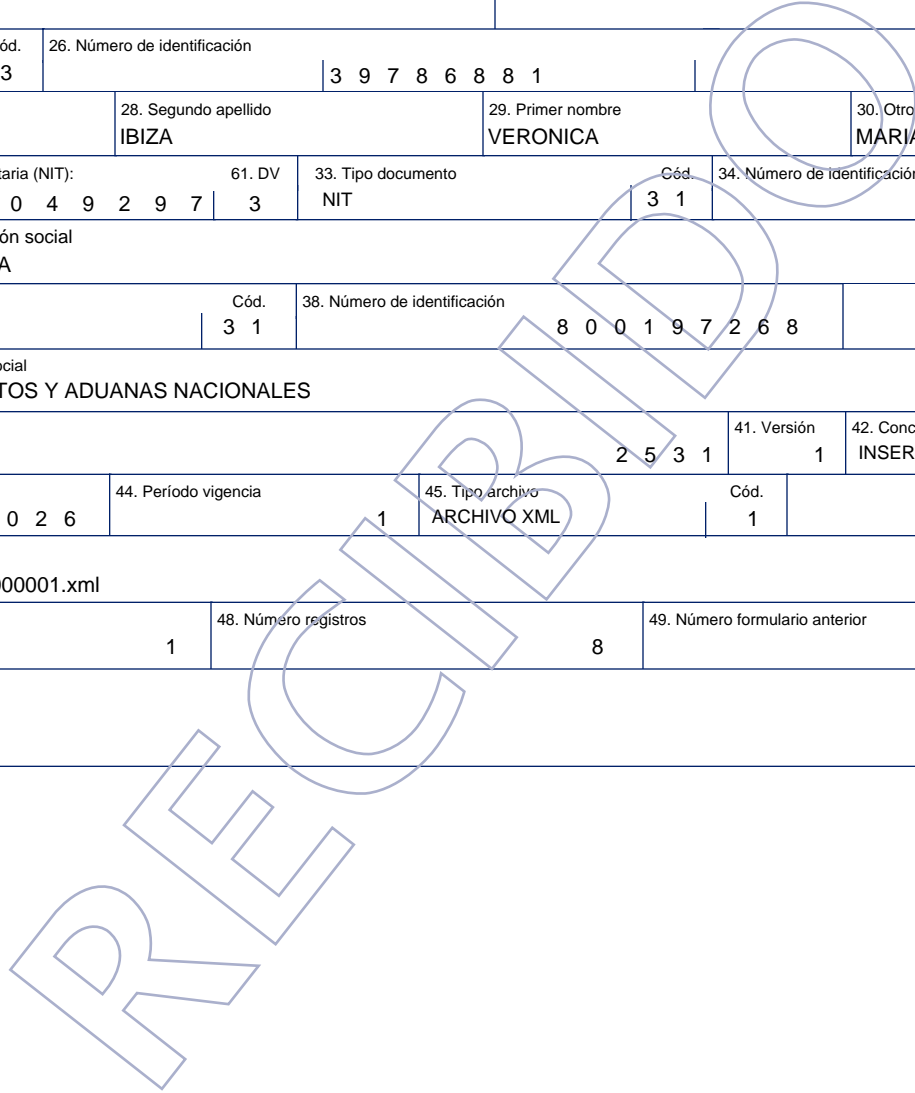 ód. 26. Número de identificación
3 3 9 7 8 6 8 8 1
28. Segundo apellido 29. Primer nombre 30. Otro
IBIZA VERONICA MARIA
taria (NIT): 61. DV 33. Tipo documento Cód. 34. Número de identificación
0 4 9 2 9 7 3 NIT 3 1
ón social
A
Cód. 38. Número de identificación
3 1 8 0 0 1 9 7 2 6 8
ocial
TOS Y ADUANAS NACIONALES
41. Versión 42. Conc
2 5 3 1 1 INSER
44. Período vigencia 45. Tipo archivo Cód.
0 2 6 1 ARCHIVO XML 1
000001.xml
48. Número registros 49. Número formulario anterior
1 8
RECIBIDO